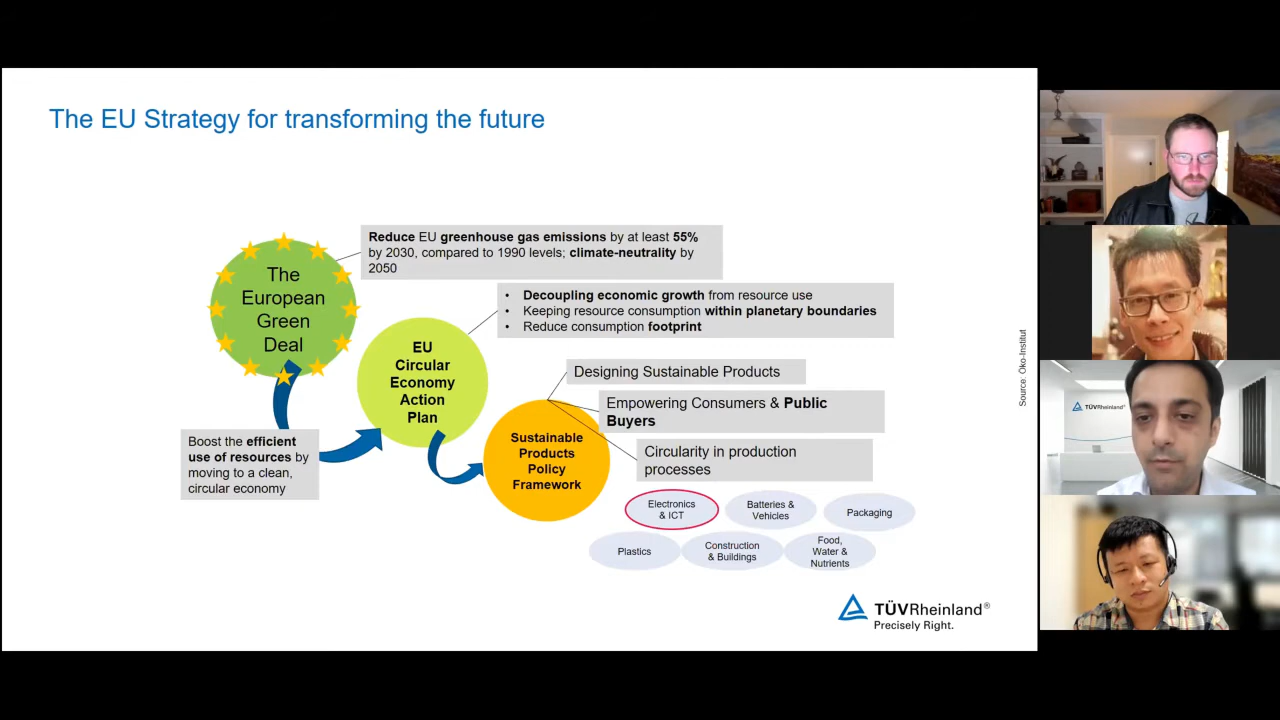 The EU Strategy for transforming the future
The
European
Green
Deal
Reduce EU greenhouse gas emissions by at least 55%
by 2030, compared to 1990 levels; climate-neutrality by
2050
• Decoupling economic growth from resource use
• Keeping resource consumption within planetary boundaries
• Reduce consumption footprint
EU
Circular
Economy
Action
Plan
Designing Sustainable Products
Empowering Consumers & Public
Buyers
Circularity in production
processes
Boost the efficient
use of resources by
moving to a clean,
circular economy
Sustainable
Products
Policy
Framework
Electronics
& ICT
Batteries &
Vehicles
Packaging
Plastics
Construction
& Buildings
Food,
Water &
Nutrients
Source: Öko-Institut
TÜVRheinland®
Precisely Right.
TÜVRheinland